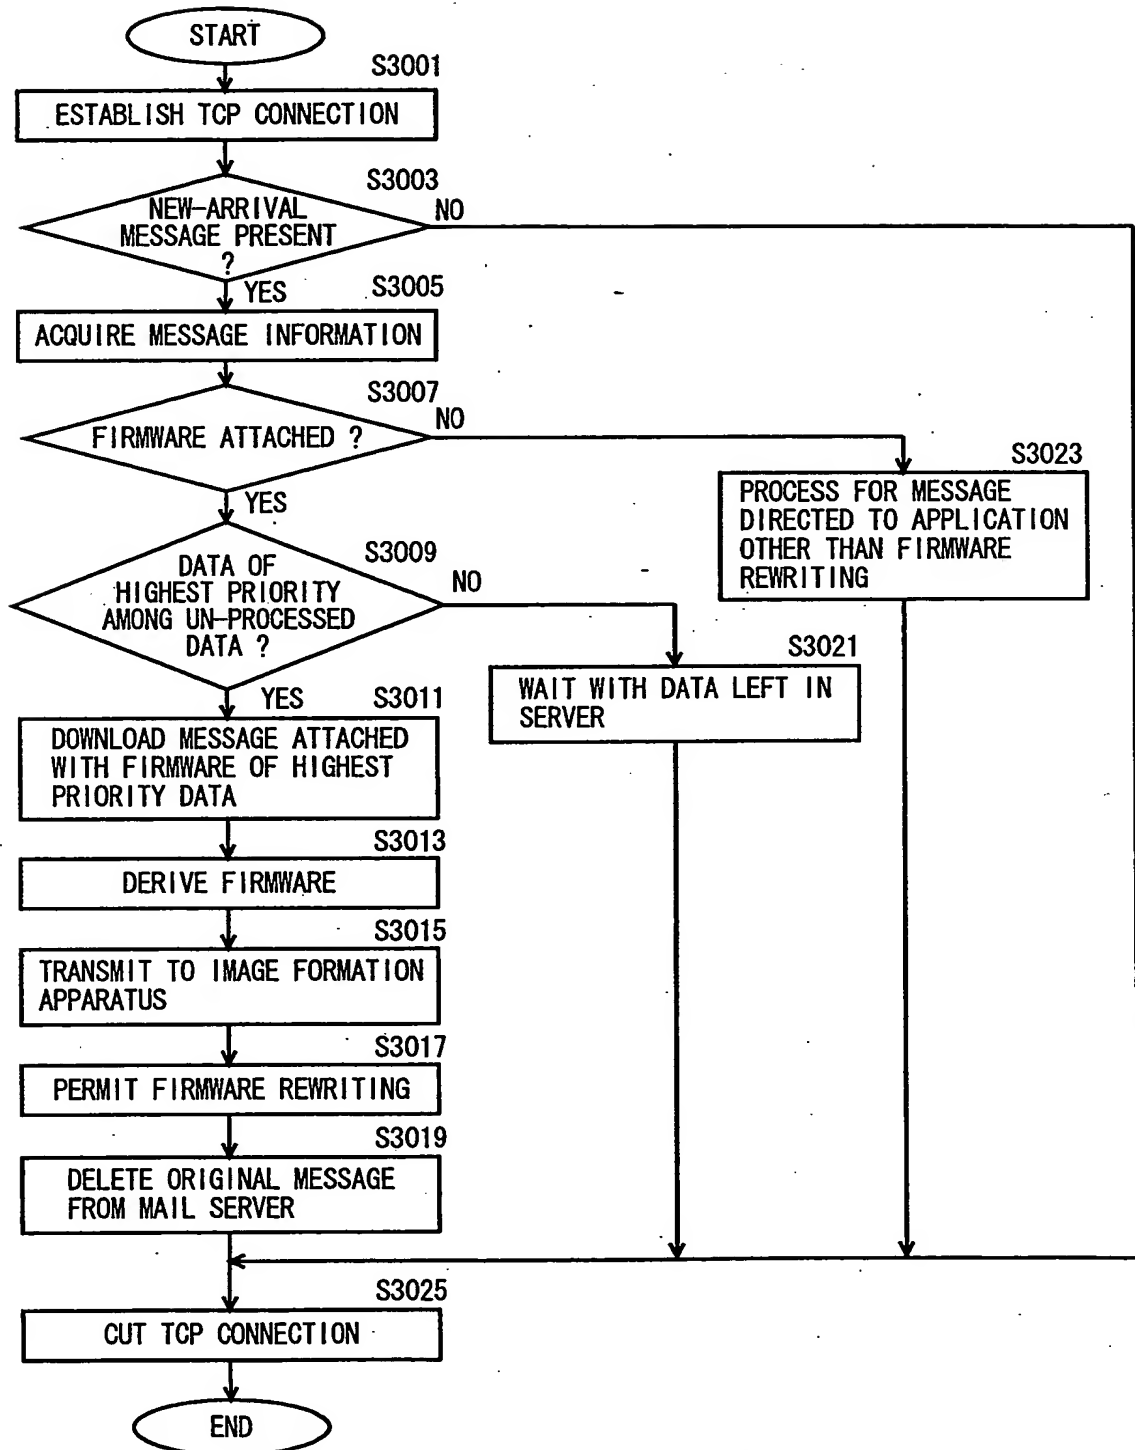 START
S3001
ESTABLISH TCP CONNECTION
S3003
NEW-ARRIVAL
MESSAGE PRESENT
?
NO
YES
S3005
ACQUIRE MESSAGE INFORMATION
S3007
FIRMWARE ATTACHED ?
NO
YES
S3023
PROCESS FOR MESSAGE
DIRECTED TO APPLICATION
OTHER THAN FIRMWARE
REWRITING
S3009
DATA OF
HIGHEST PRIORITY
AMONG UN-PROCESSED
DATA ?
NO
YES
S3021
WAIT WITH DATA LEFT IN
SERVER
S3011
DOWNLOAD MESSAGE ATTACHED
WITH FIRMWARE OF HIGHEST
PRIORITY DATA
S3013
DERIVE FIRMWARE
S3015
TRANSMIT TO IMAGE FORMATION
APPARATUS
S3017
PERMIT FIRMWARE REWRITING
S3019
DELETE ORIGINAL MESSAGE
FROM MAIL SERVER
S3025
CUT TCP CONNECTION
END